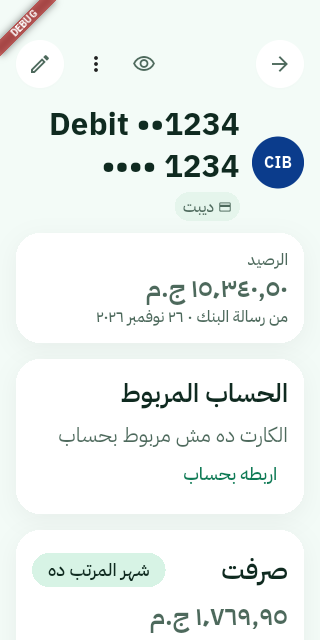 DEBUG
Debit ••1234
•••• 1234
CIB
ديبت
الرصيد
١٥,٣٤٠,٥٠ ج.م
من رسالة البنك · ٢٦ نوفمبر ٢٠٢٦
الحساب المربوط
الكارت ده مش مربوط بحساب
اربطه بحساب
صرفت
شهر المرتب ده
١,٧٦٩,٩٥ ج.م